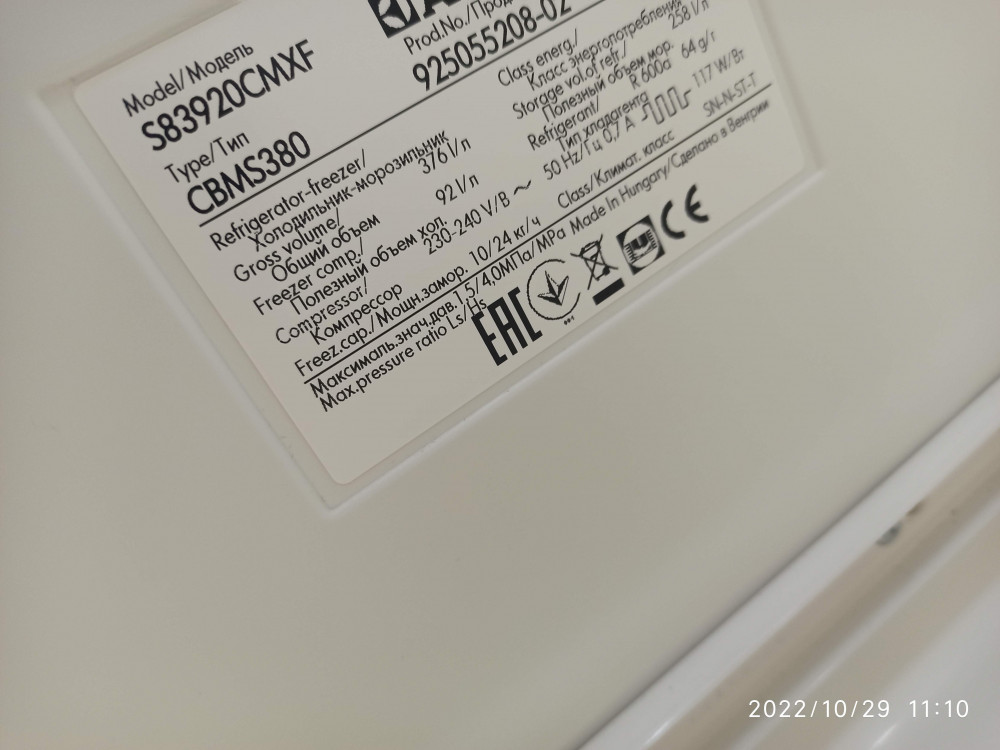 Model/Модель
S83920CMXF
Prod.No./
925055208-02
Type/Тип
CBMS380
Class energ./
Класс энергопотребления
Refrigerator-freezer/
Холодильник-морозильник
Storage vol.of refr./ 258 l/л
Полезный объем мор.
Gross volume/ 376 l/л
Общий объем
Refrigerant/ R 600a 64 g/г
Тип хладагента
Freezer comp./ 92 l/л
Полезный объем хол.
50 Hz/Гц 0,7 A 117 W/Вт
Compressor/ 230-240 V/В ~
Компрессор
Class/Климат. класс SN-N-ST-T
Freez.cap./Мощн.замор. 10/24 kг/ч
Made In Hungary/Сделано в Венгрии
Максималь.знач.дав.1,5/4,0МПа/MPa
Max.pressure ratio Ls/Hs
EAC
CE
2022/10/29 11:10